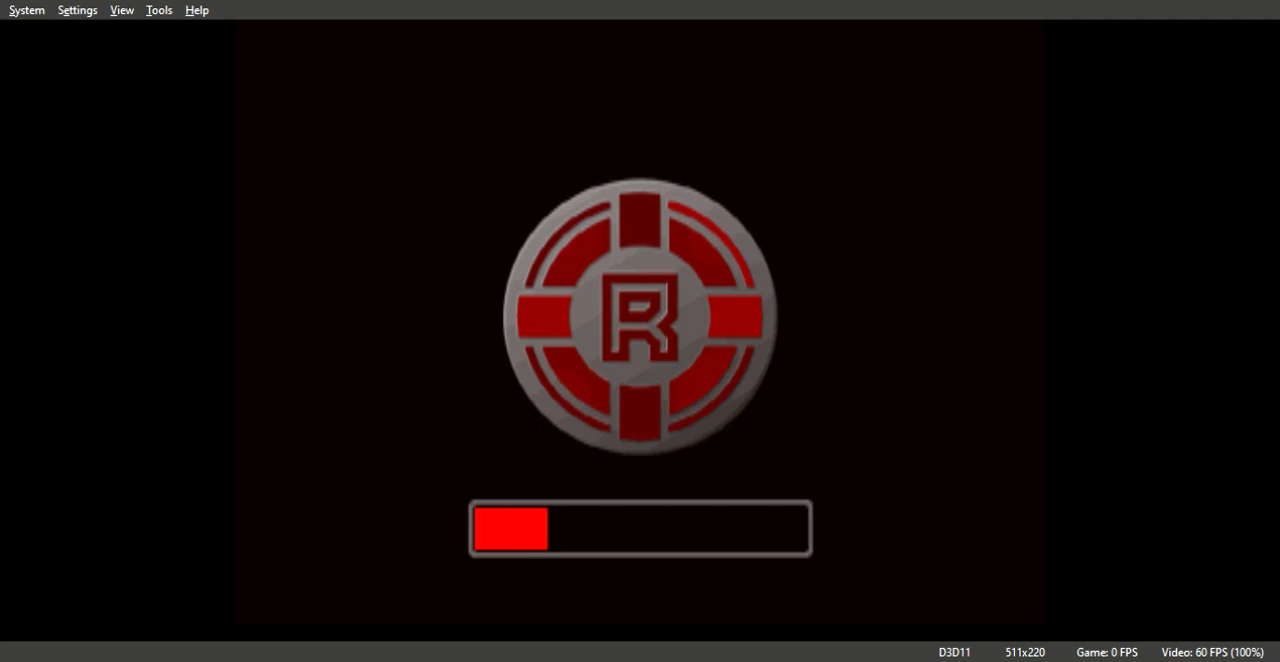 System Settings View Tools Help
R
D3D11 511x220 Game: 0 FPS Video: 60 FPS (100%)